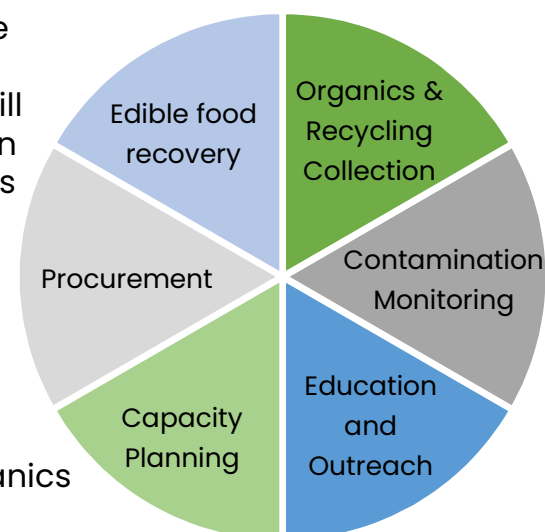 Edible food
recovery
Organics &
Recycling
Collection
Contamination
Monitoring
Education
and
Outreach
Capacity
Planning
Procurement